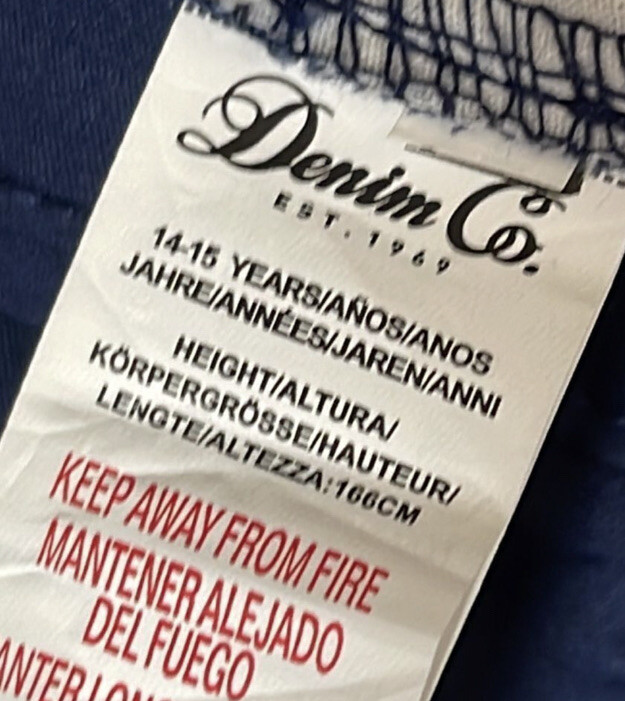 Denim Co.
EST. 1969
14-15 YEARS/AÑOS/ANOS
JAHRE/ANNÉES/JAREN/ANNI
HEIGHT/ALTURA/
KÖRPERGRÖSSE/HAUTEUR/
LENGTE/ALTEZZA:166CM
KEEP AWAY FROM FIRE
MANTENER ALEJADO
DEL FUEGO